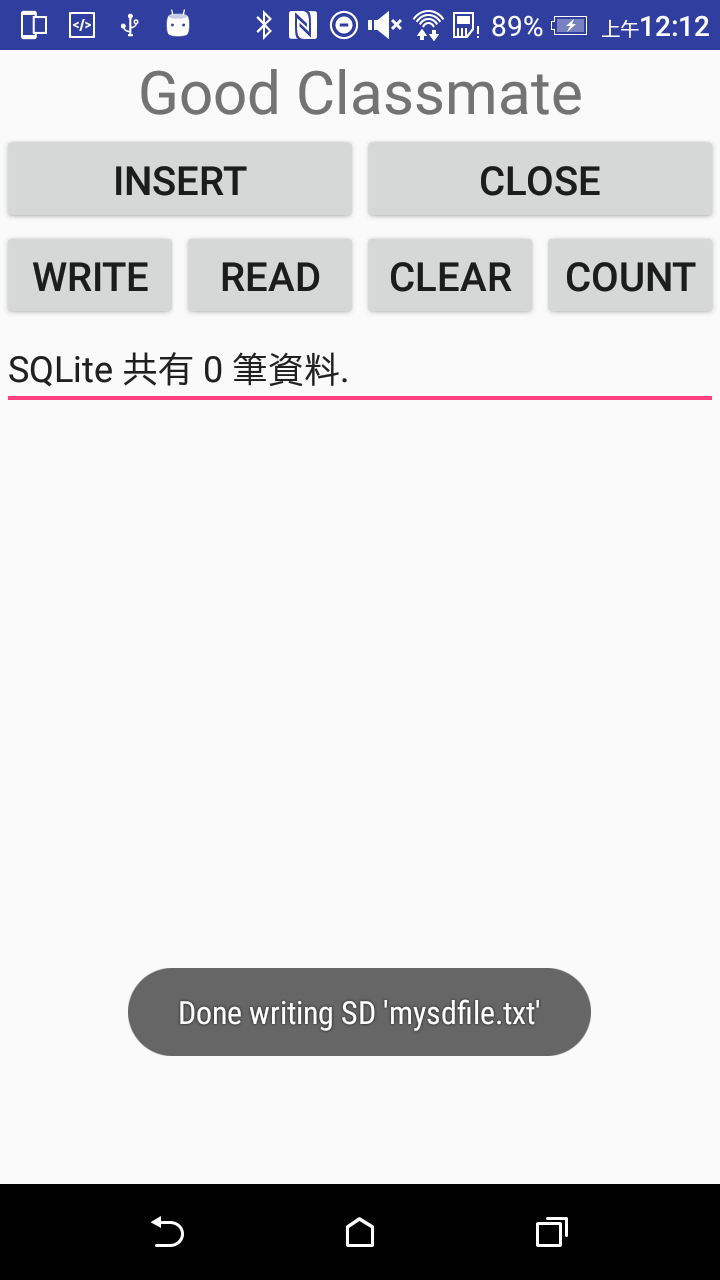 89% 上午12:12
Good Classmate
INSERT CLOSE
WRITE READ CLEAR COUNT
SQLite 共有 0 筆資料.
Done writing SD 'mysdfile.txt'